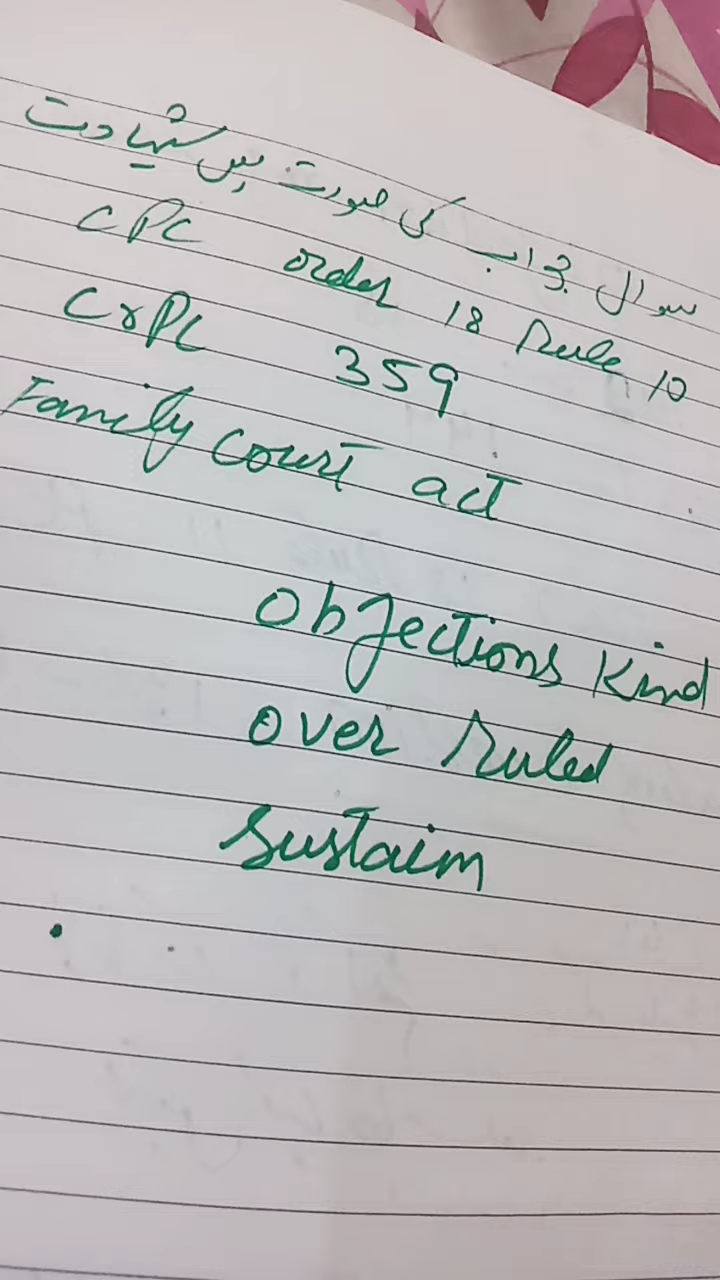 سوال جواب کی صورت میں شہادت
CPC order 18 Rule 10
CrPC 359
Family Court act
Objections Kind
over ruled
sustaim